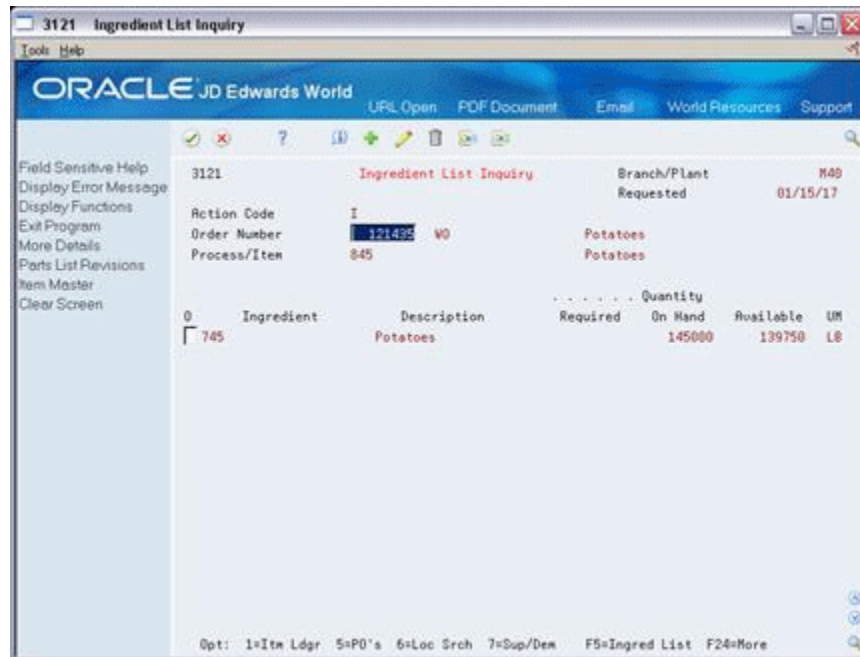 3121 Ingredient List Inquiry
Tools Help
ORACLE JD Edwards World
URL Open PDF Document Email World Resources Support
Field Sensitive Help
Display Error Message
Display Functions
Exit Program
More Details
Parts List Revisions
Item Master
Clear Screen
3121 Ingredient List Inquiry Branch/Plant M40
Requested 01/15/17
Action Code I
Order Number 121435 WO Potatoes
Process/Item 845 Potatoes
. . . . . . Quantity
O Ingredient Description Required On Hand Available UM
745 Potatoes 145000 139750 LB
Opt: 1=Itm Ldgr 5=PO's 6=Loc Srch 7=Sup/Dem F5=Ingred List F24=More